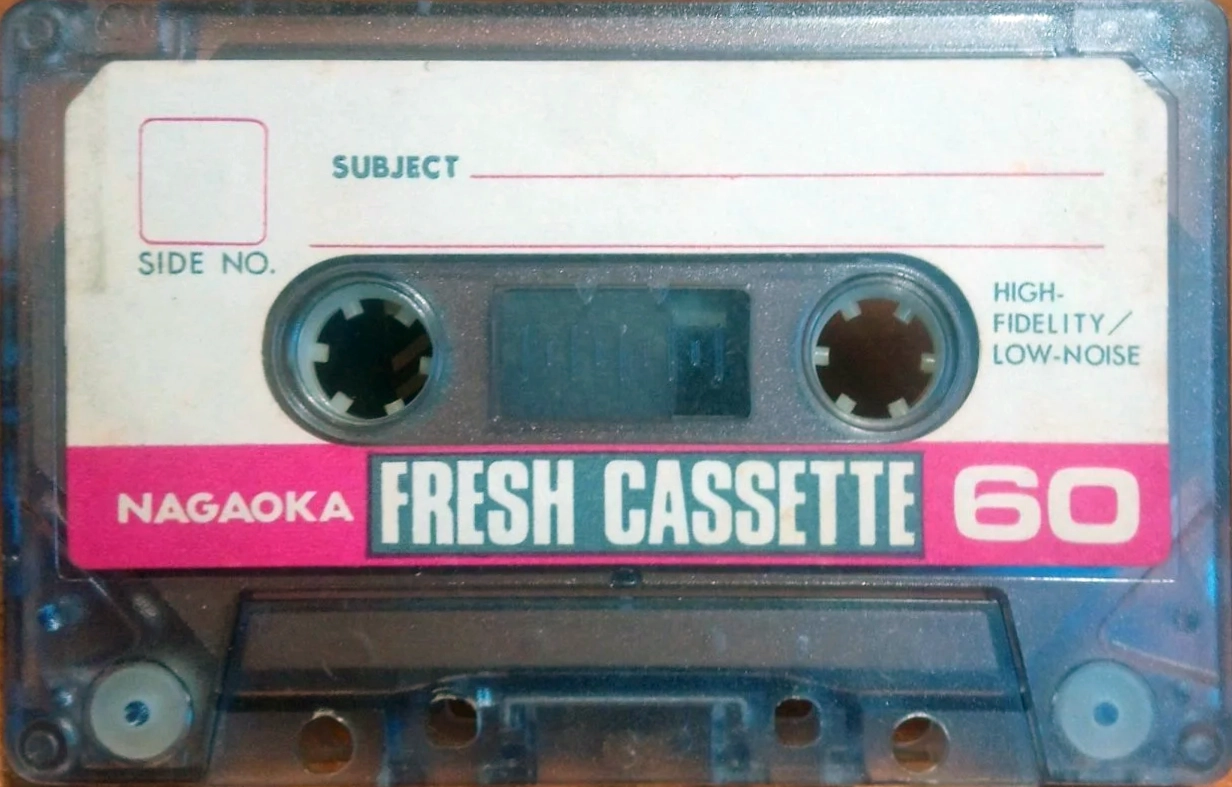 SUBJECT
SIDE NO.
HIGH-
FIDELITY/
LOW-NOISE
NAGAOKA FRESH CASSETTE 60